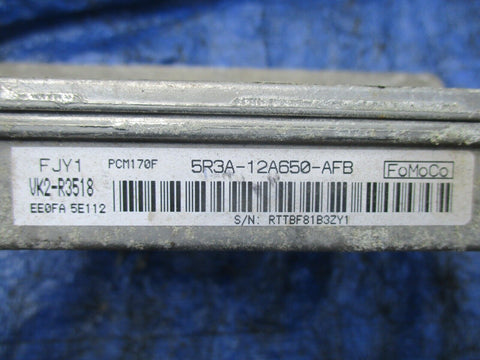 FJY1 PCM170F 5R3A-12A650-AFB FoMoCo
VK2-R3518
EE0FA 5E112
S/N: RTTBF81B3ZY1